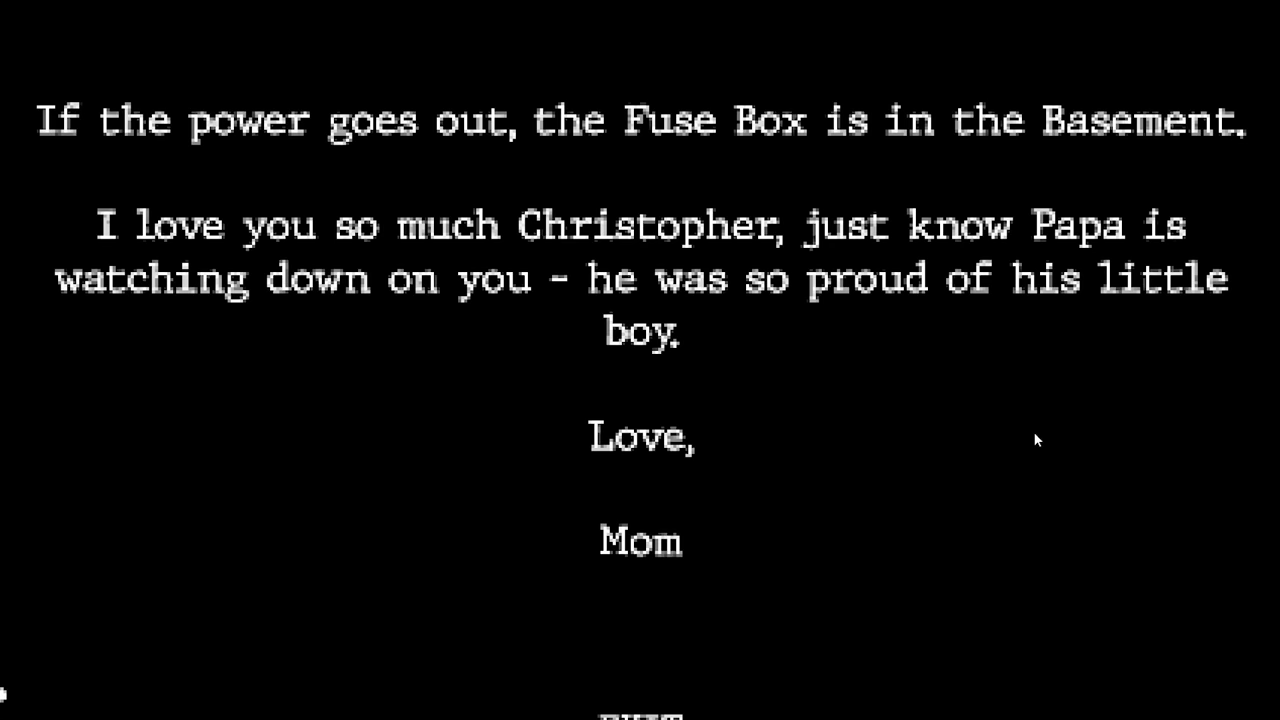 If the power goes out, the Fuse Box is in the Basement.
I love you so much Christopher, just know Papa is
watching down on you - he was so proud of his little
boy.
Love,
Mom